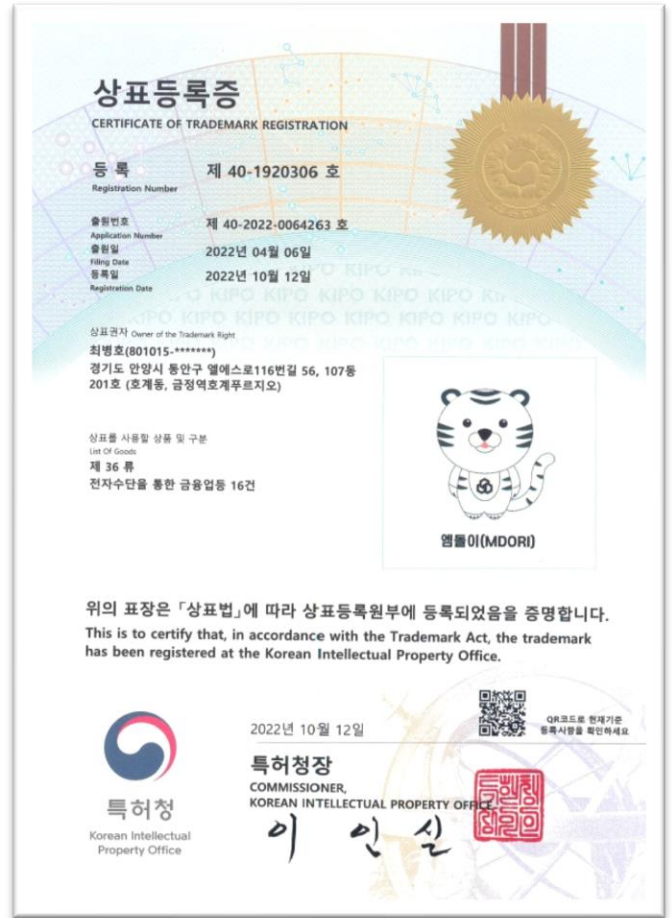 상표등록증
CERTIFICATE OF TRADEMARK REGISTRATION
등 록 제 40-1920306 호
Registration Number
출원번호 제 40-2022-0064263 호
Application Number
출원일 2022년 04월 06일
Filing Date
등록일 2022년 10월 12일
Registration Date
상표권자 Owner of the Trademark Right
최병호(801015-*******)
경기도 안양시 동안구 엘에스로116번길 56, 107동
201호 (호계동, 금정역호계푸르지오)
상표를 사용할 상품 및 구분
List Of Goods
제 36 류
전자수단을 통한 금융업등 16건
엠돌이(MDORI)
위의 표장은 「상표법」에 따라 상표등록원부에 등록되었음을 증명합니다.
This is to certify that, in accordance with the Trademark Act, the trademark
has been registered at the Korean Intellectual Property Office.
2022년 10월 12일
QR코드로 현재기준
등록사항을 확인하세요
특허청장
COMMISSIONER,
KOREAN INTELLECTUAL PROPERTY OFFICE
이 인 실
특허청
Korean Intellectual
Property Office